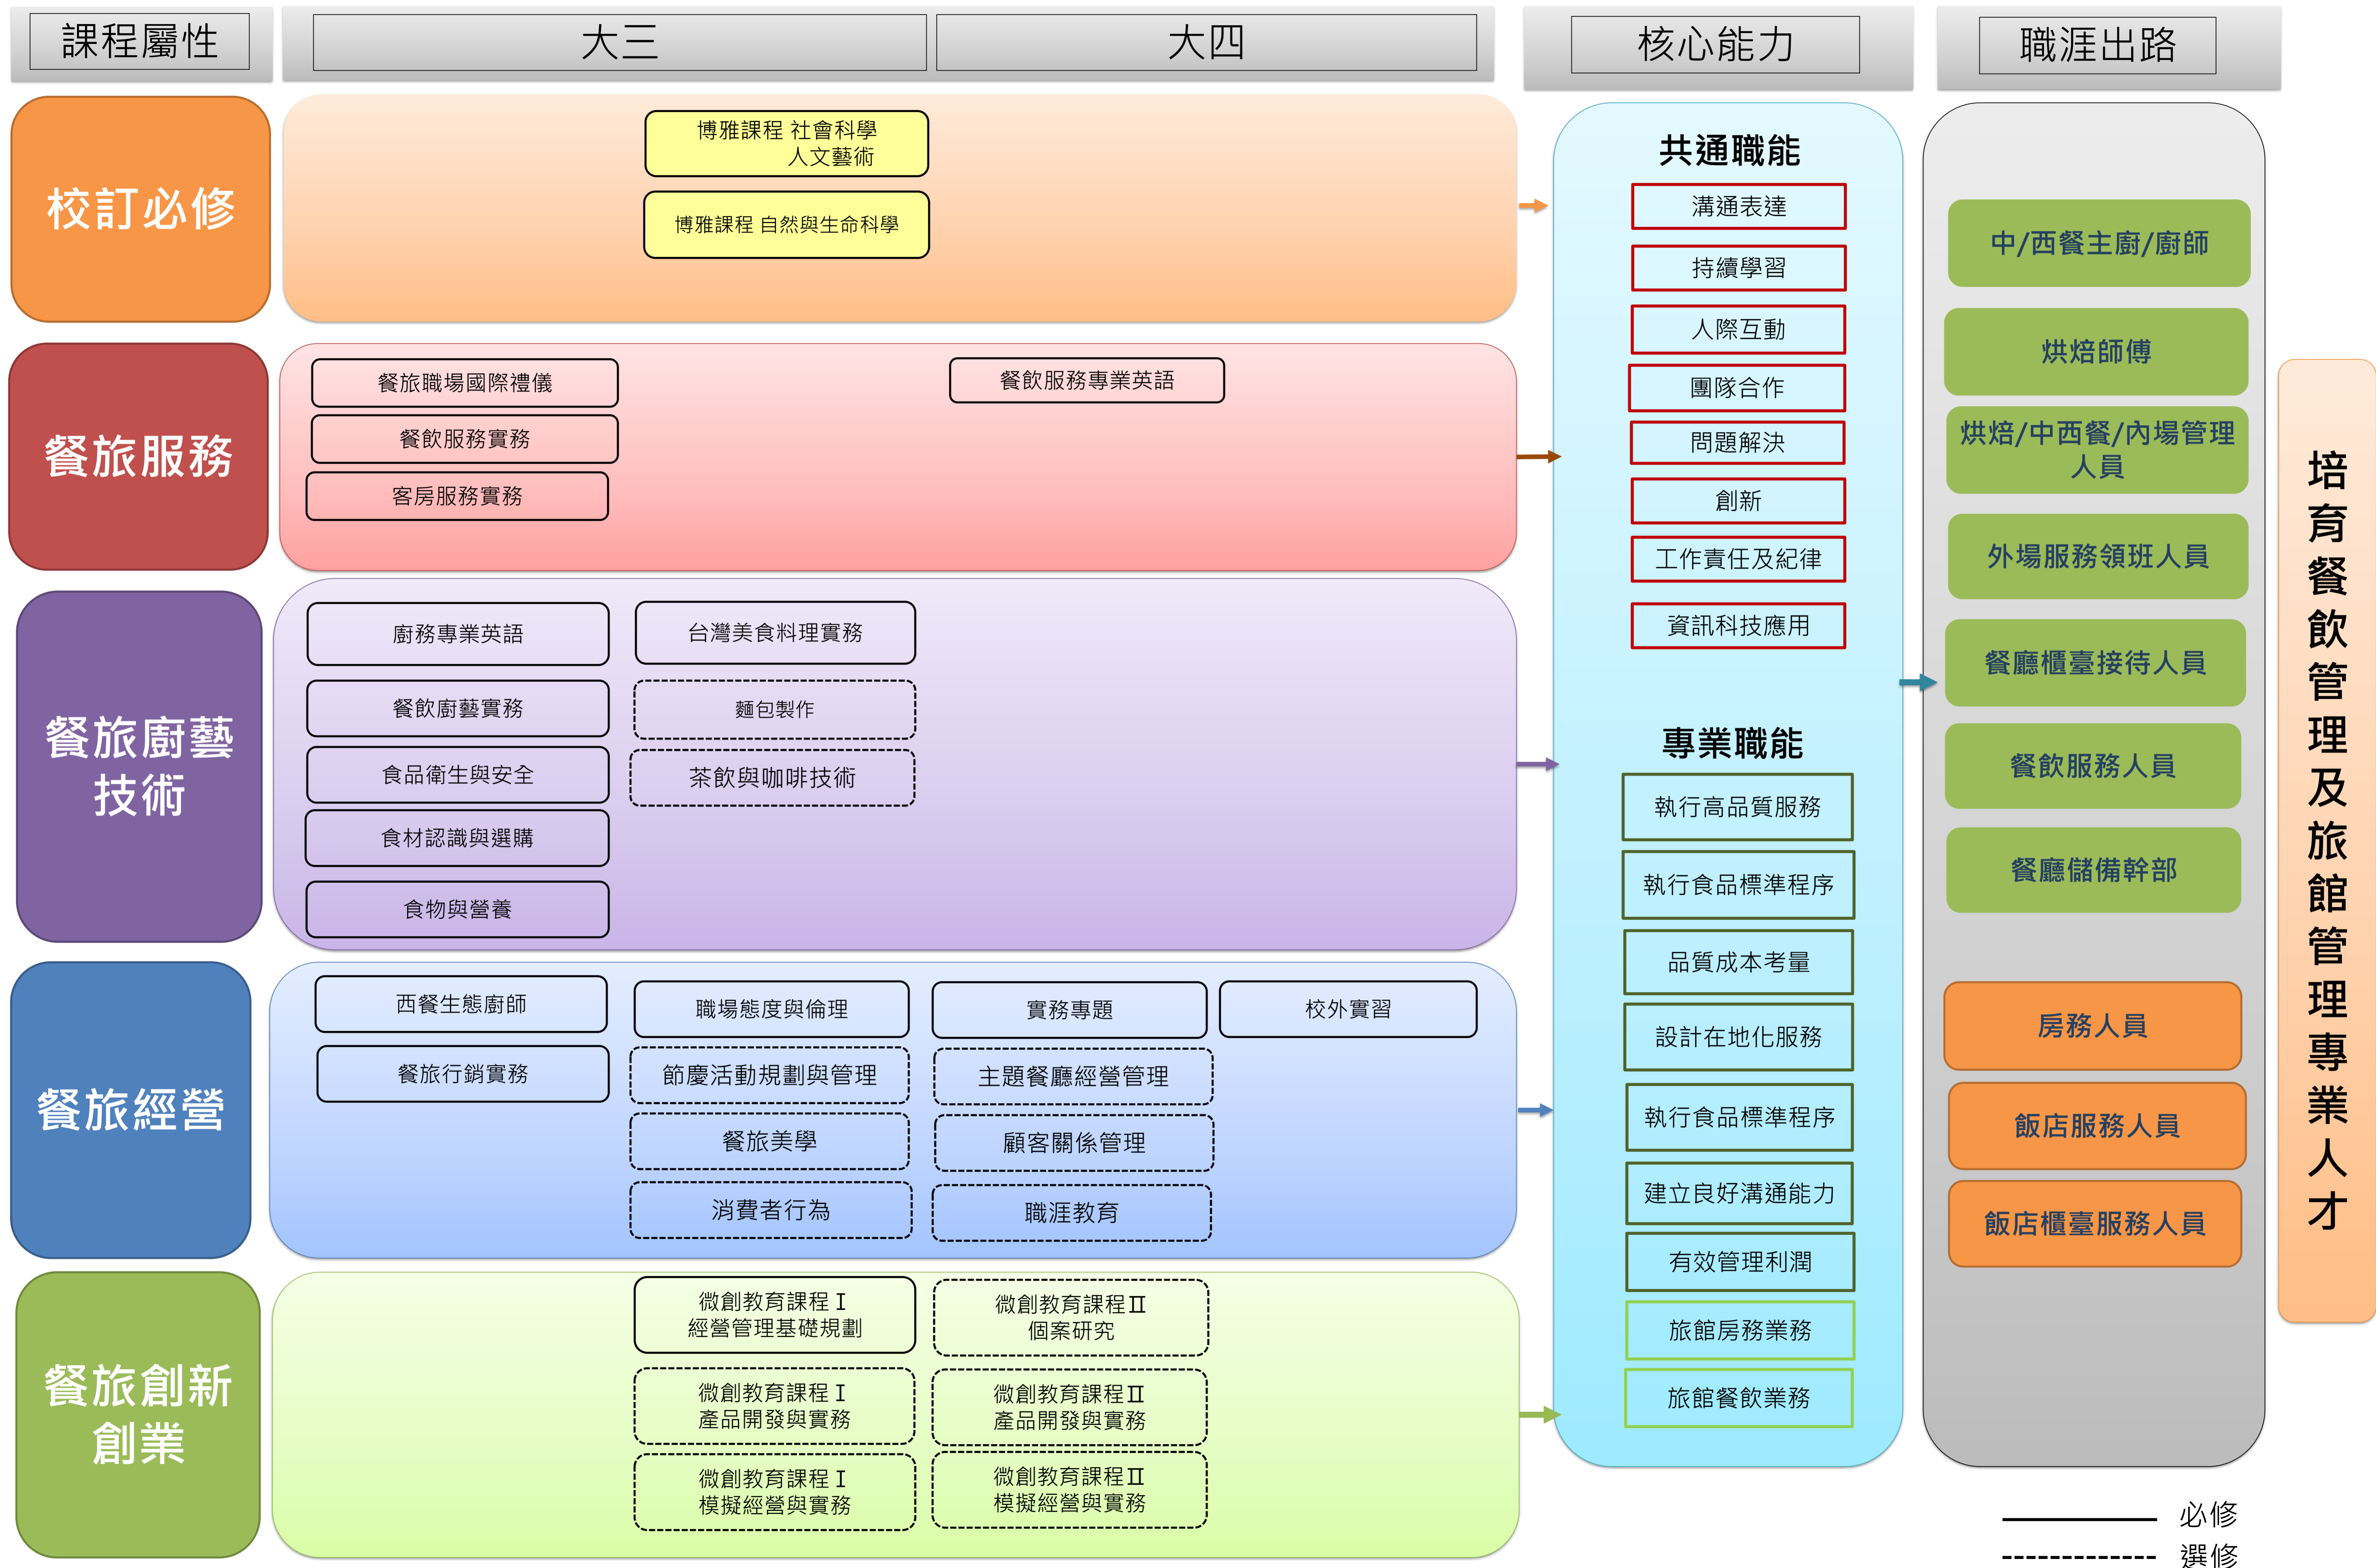 課程屬性
大三
大四
核心能力
職涯出路
校訂必修
博雅課程 社會科學
人文藝術
博雅課程 自然與生命科學
餐旅服務
餐旅職場國際禮儀
餐飲服務實務
客房服務實務
餐飲服務專業英語
餐旅廚藝
技術
廚務專業英語
餐飲廚藝實務
食品衛生與安全
食材認識與選購
食物與營養
台灣美食料理實務
麵包製作
茶飲與咖啡技術
餐旅經營
西餐生態廚師
餐旅行銷實務
職場態度與倫理
節慶活動規劃與管理
餐旅美學
消費者行為
實務專題
主題餐廳經營管理
顧客關係管理
職涯教育
校外實習
餐旅創新
創業
微創教育課程Ⅰ
經營管理基礎規劃
微創教育課程Ⅰ
產品開發與實務
微創教育課程Ⅰ
模擬經營與實務
微創教育課程Ⅱ
個案研究
微創教育課程Ⅱ
產品開發與實務
微創教育課程Ⅱ
模擬經營與實務
共通職能
溝通表達
持續學習
人際互動
團隊合作
問題解決
創新
工作責任及紀律
資訊科技應用
專業職能
執行高品質服務
執行食品標準程序
品質成本考量
設計在地化服務
執行食品標準程序
建立良好溝通能力
有效管理利潤
旅館房務業務
旅館餐飲業務
中/西餐主廚/廚師
烘焙師傅
烘焙/中西餐/內場管理
人員
外場服務領班人員
餐廳櫃臺接待人員
餐飲服務人員
餐廳儲備幹部
房務人員
飯店服務人員
飯店櫃臺服務人員
培育餐飲管理及旅館管理專業人才
必修
選修